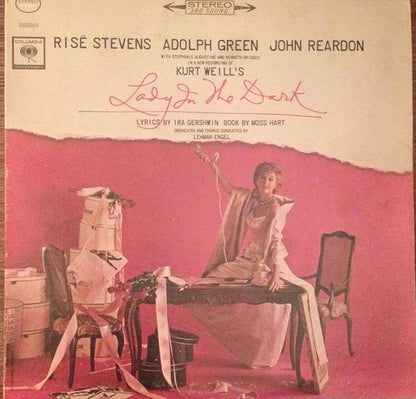 STEREO
"360 SOUND"
COLUMBIA
MASTERWORKS
RISË STEVENS ADOLPH GREEN JOHN REARDON
WITH STEPHANIE AUGUSTINE AND KENNETH BRIDGES
IN A NEW RECORDING OF
KURT WEILL'S
Lady In The Dark
LYRICS BY IRA GERSHWIN BOOK BY MOSS HART
ORCHESTRA AND CHORUS CONDUCTED BY
LEHMAN ENGEL